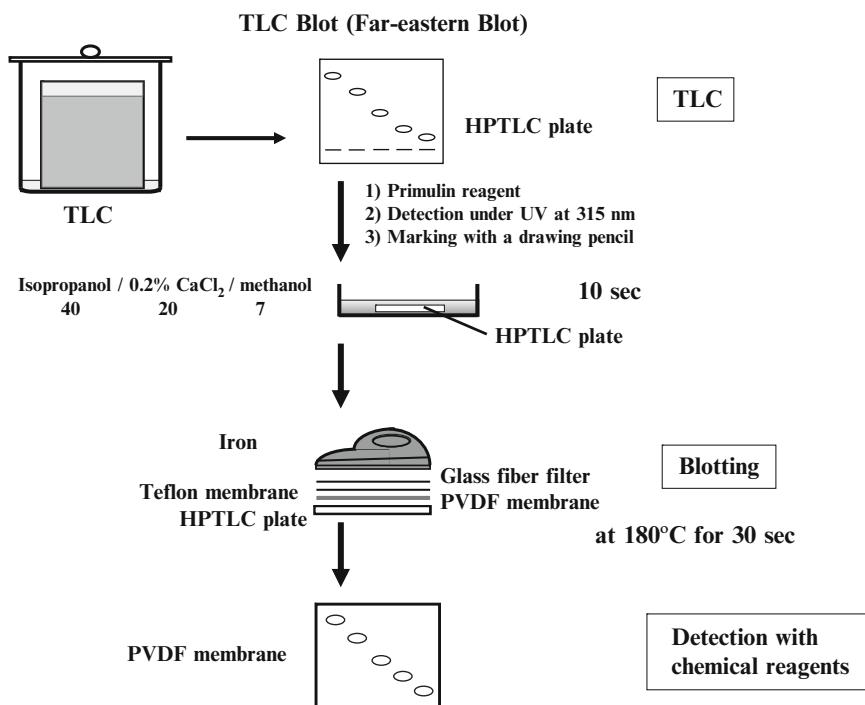 TLC Blot (Far-eastern Blot)
TLC
HPTLC plate
TLC
1) Primulin reagent
2) Detection under UV at 315 nm
3) Marking with a drawing pencil
Isopropanol / 0.2% CaCl₂ / methanol
40 20 7
10 sec
HPTLC plate
Iron
Glass fiber filter
Teflon membrane
PVDF membrane
HPTLC plate
Blotting
at 180°C for 30 sec
PVDF membrane
Detection with
chemical reagents